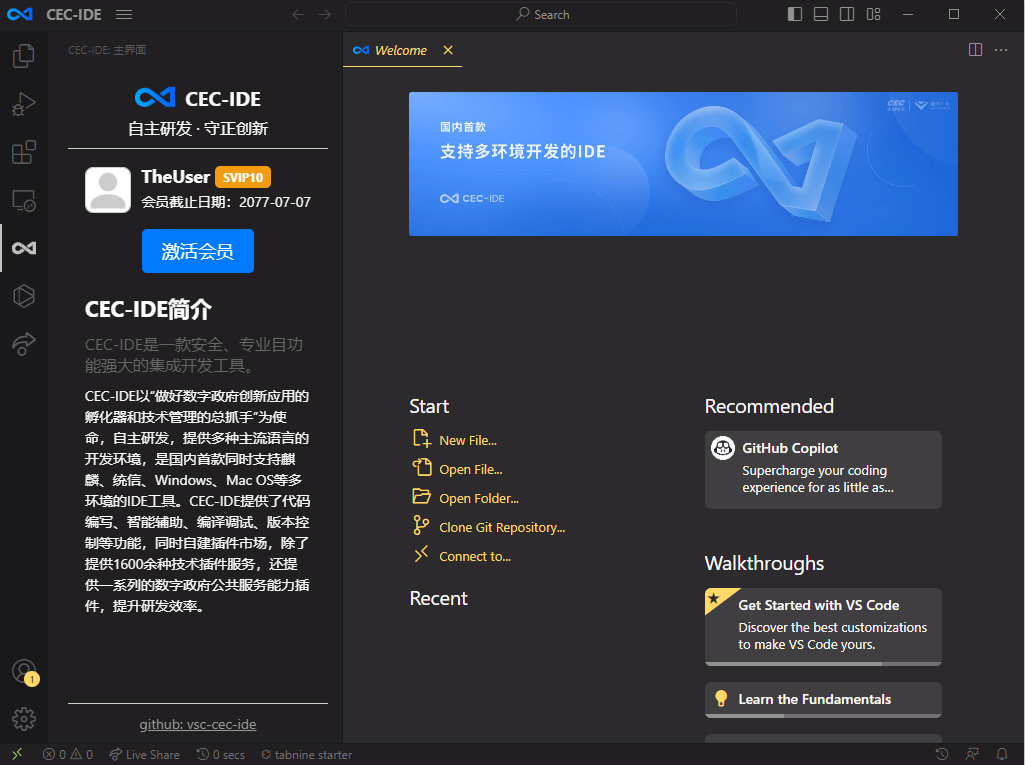 CEC-IDE
Search
CEC-IDE: 主界面
Welcome
CEC-IDE
自主研发 · 守正创新
TheUser SVIP10
会员截止日期：2077-07-07
激活会员
CEC-IDE简介
CEC-IDE是一款安全、专业目功
能强大的集成开发工具。
CEC-IDE以“做好数字政府创新应用的
孵化器和技术管理的总抓手”为使
命，自主研发，提供多种主流语言的
开发环境，是国内首款同时支持麒
麟、统信、Windows、Mac OS等多
环境的IDE工具。CEC-IDE提供了代码
编写、智能辅助、编译调试、版本控
制等功能，同时自建插件市场，除了
提供1600余种技术插件服务，还提
供一系列的数字政府公共服务能力插
件，提升研发效率。
github: vsc-cec-ide
CEC
国内首款
支持多环境开发的IDE
CEC-IDE
Start
New File...
Open File...
Open Folder...
Clone Git Repository...
Connect to...
Recent
Recommended
GitHub Copilot
Supercharge your coding
experience for as little as...
Walkthroughs
Get Started with VS Code
Discover the best customizations
to make VS Code yours.
Learn the Fundamentals
1
0 0 Live Share 0 secs tabnine starter